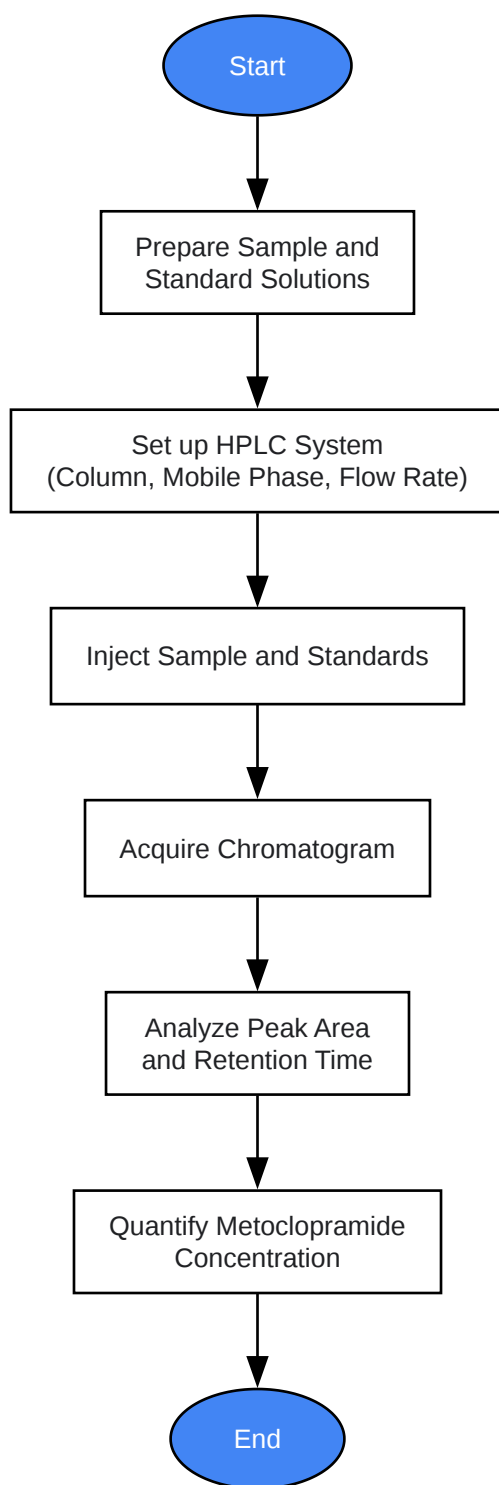 Start
Prepare Sample and
Standard Solutions
Set up HPLC System
(Column, Mobile Phase, Flow Rate)
Inject Sample and Standards
Acquire Chromatogram
Analyze Peak Area
and Retention Time
Quantify Metoclopramide
Concentration
End